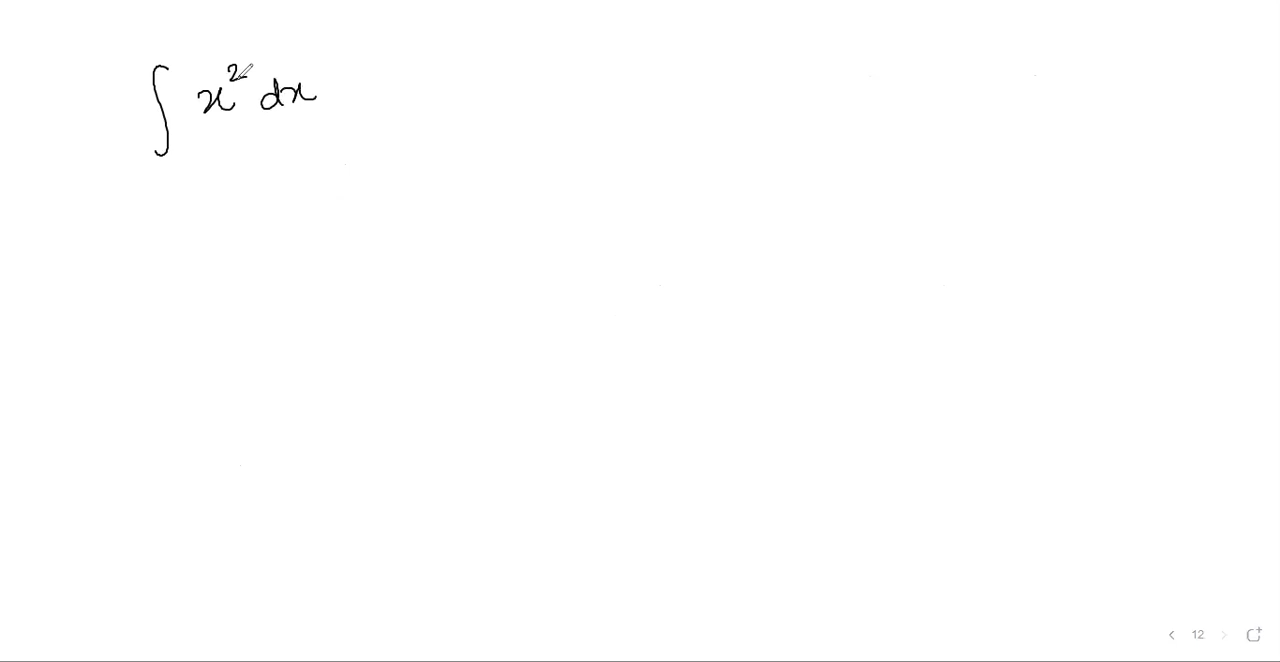 ∫ x² dx
12